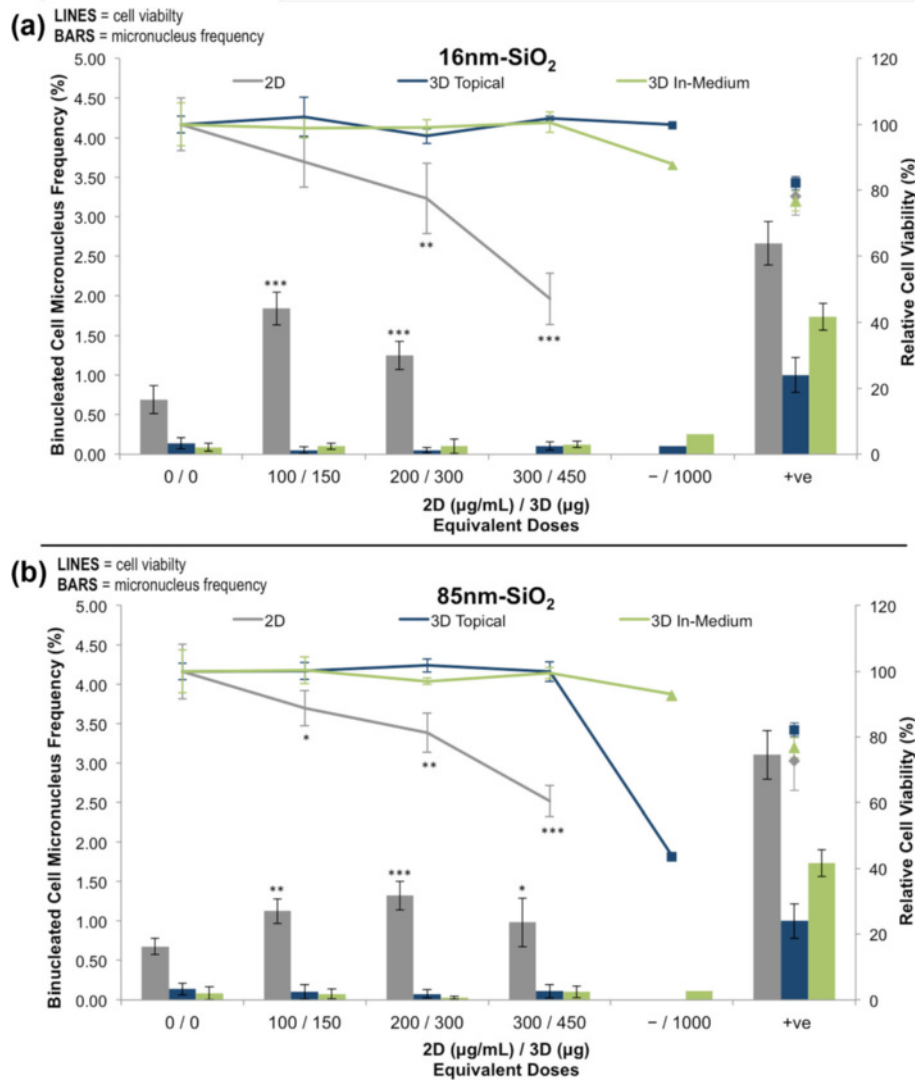 LINES = cell viabilty
(a) BARS = micronucleus frequency
16nm-SiO₂
2D 3D Topical 3D In-Medium
Binucleated Cell Micronucleus Frequency (%)
5.00
4.50
4.00
3.50
3.00
2.50
2.00
1.50
1.00
0.50
0.00
120
100
80
60
40
20
0
Relative Cell Viability (%)
**
***
***
***
0 / 0 100 / 150 200 / 300 300 / 450 − / 1000 +ve
2D (µg/mL) / 3D (µg)
Equivalent Doses
(b) LINES = cell viabilty
BARS = micronucleus frequency
85nm-SiO₂
2D 3D Topical 3D In-Medium
Binucleated Cell Micronucleus Frequency (%)
5.00
4.50
4.00
3.50
3.00
2.50
2.00
1.50
1.00
0.50
0.00
120
100
80
60
40
20
0
Relative Cell Viability (%)
*
**
***
**
***
*
0 / 0 100 / 150 200 / 300 300 / 450 − / 1000 +ve
2D (µg/mL) / 3D (µg)
Equivalent Doses